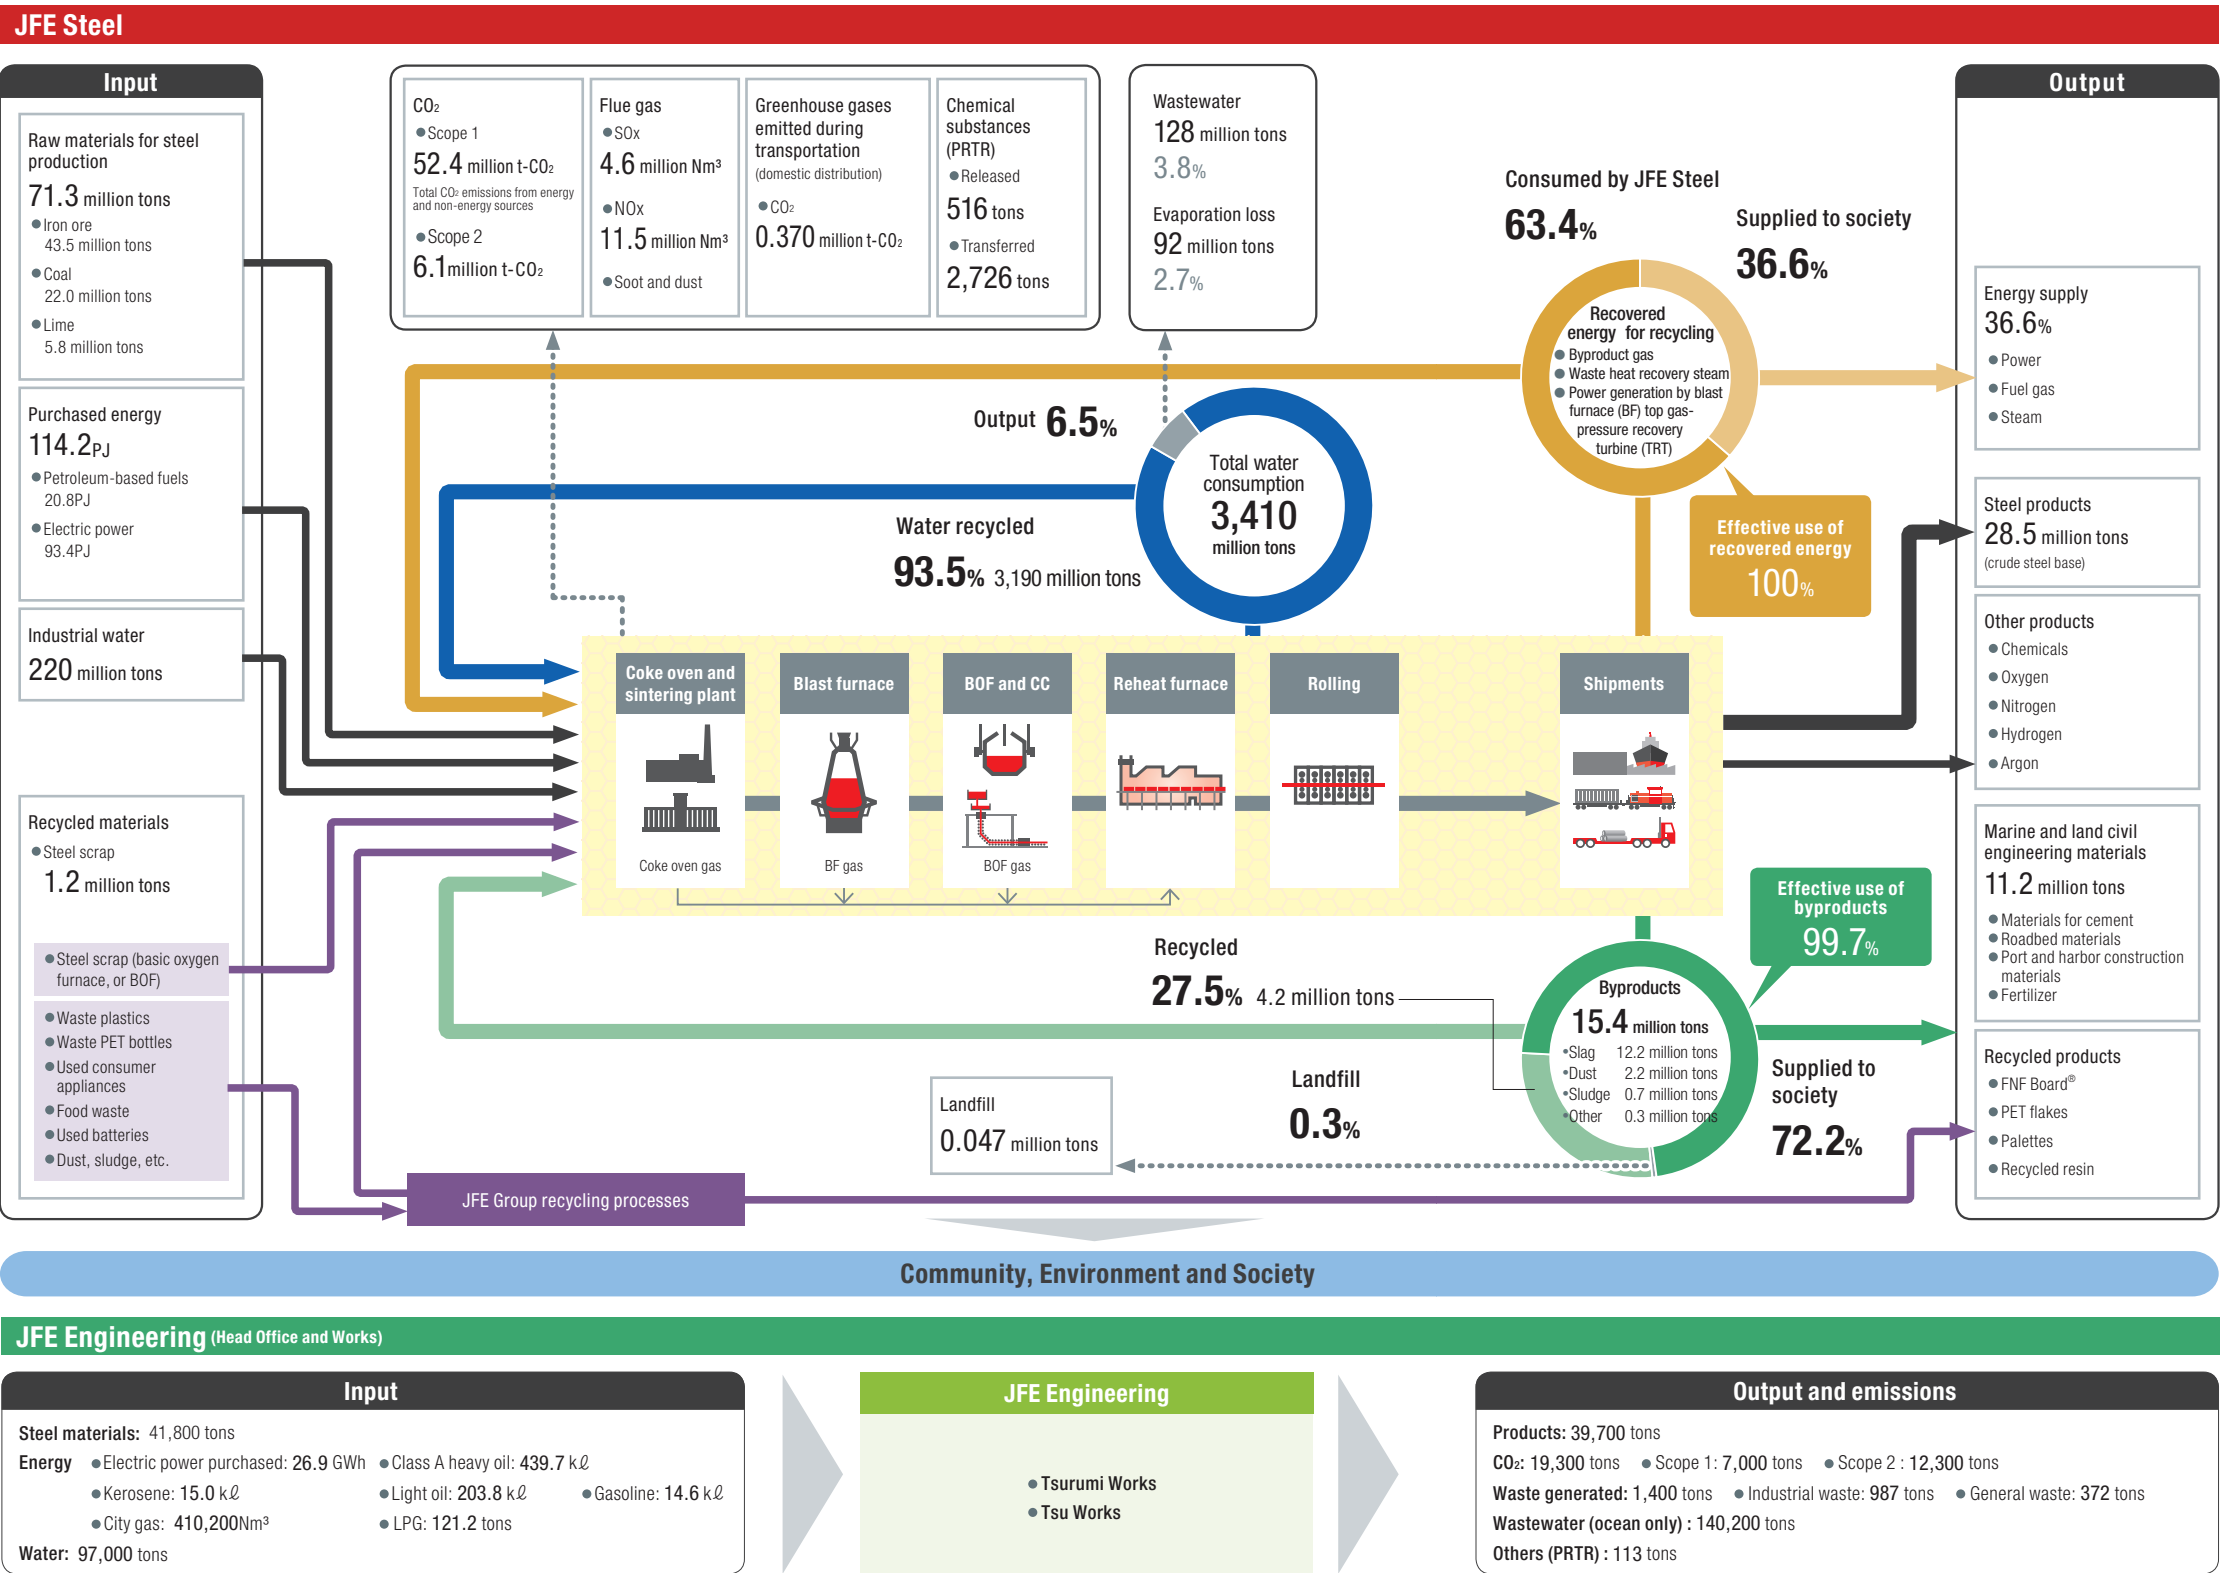 JFE Steel
Input
Raw materials for steel
production
71.3 million tons
●Iron ore
43.5 million tons
●Coal
22.0 million tons
●Lime
5.8 million tons
Purchased energy
114.2PJ
●Petroleum-based fuels
20.8PJ
●Electric power
93.4PJ
Industrial water
220 million tons
Recycled materials
●Steel scrap
1.2 million tons
●Steel scrap (basic oxygen
furnace, or BOF)
●Waste plastics
●Waste PET bottles
●Used consumer
appliances
●Food waste
●Used batteries
●Dust, sludge, etc.
CO₂
●Scope 1
52.4 million t-CO₂
Total CO₂ emissions from energy
and non-energy sources
●Scope 2
6.1million t-CO₂
Flue gas
●SOx
4.6 million Nm³
●NOx
11.5 million Nm³
●Soot and dust
Greenhouse gases
emitted during
transportation
(domestic distribution)
●CO₂
0.370 million t-CO₂
Chemical
substances
(PRTR)
●Released
516 tons
●Transferred
2,726 tons
Wastewater
128 million tons
3.8%
Evaporation loss
92 million tons
2.7%
Consumed by JFE Steel
63.4%
Supplied to society
36.6%
Recovered
energy for recycling
●Byproduct gas
●Waste heat recovery steam
●Power generation by blast
furnace (BF) top gas-
pressure recovery
turbine (TRT)
Effective use of
recovered energy
100%
Output 6.5%
Total water
consumption
3,410
million tons
Water recycled
93.5% 3,190 million tons
Coke oven and
sintering plant
Coke oven gas
Blast furnace
BF gas
BOF and CC
BOF gas
Reheat furnace
Rolling
Shipments
Recycled
27.5% 4.2 million tons
Effective use of
byproducts
99.7%
Byproducts
15.4 million tons
•Slag 12.2 million tons
•Dust 2.2 million tons
•Sludge 0.7 million tons
•Other 0.3 million tons
Landfill
0.3%
Landfill
0.047 million tons
Supplied to
society
72.2%
JFE Group recycling processes
Output
Energy supply
36.6%
●Power
●Fuel gas
●Steam
Steel products
28.5 million tons
(crude steel base)
Other products
●Chemicals
●Oxygen
●Nitrogen
●Hydrogen
●Argon
Marine and land civil
engineering materials
11.2 million tons
●Materials for cement
●Roadbed materials
●Port and harbor construction
materials
●Fertilizer
Recycled products
●FNF Board®
●PET flakes
●Palettes
●Recycled resin
Community, Environment and Society
JFE Engineering (Head Office and Works)
Input
Steel materials: 41,800 tons
Energy ●Electric power purchased: 26.9 GWh ●Class A heavy oil: 439.7 kℓ
●Kerosene: 15.0 kℓ ●Light oil: 203.8 kℓ ●Gasoline: 14.6 kℓ
●City gas: 410,200Nm³ ●LPG: 121.2 tons
Water: 97,000 tons
JFE Engineering
●Tsurumi Works
●Tsu Works
Output and emissions
Products: 39,700 tons
CO₂: 19,300 tons ●Scope 1: 7,000 tons ●Scope 2 : 12,300 tons
Waste generated: 1,400 tons ●Industrial waste: 987 tons ●General waste: 372 tons
Wastewater (ocean only) : 140,200 tons
Others (PRTR) : 113 tons